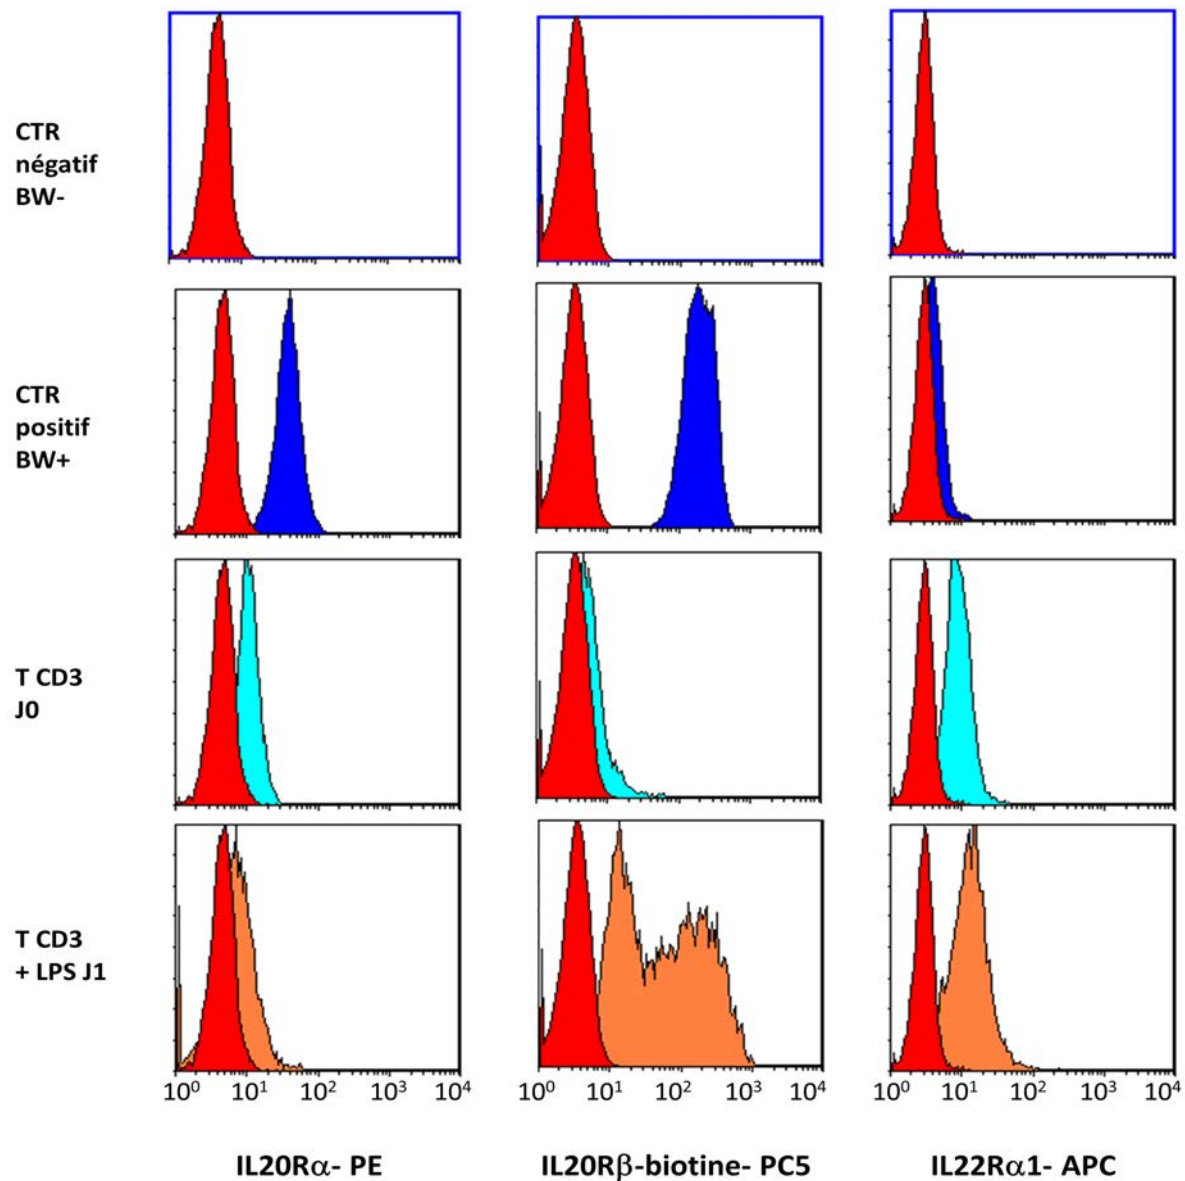 CTR
négatif
BW-
CTR
positif
BW+
T CD3
J0
T CD3
+ LPS J1
10⁰ 10¹ 10² 10³ 10⁴
10⁰ 10¹ 10² 10³ 10⁴
10⁰ 10¹ 10² 10³ 10⁴
IL20Rα- PE
IL20Rβ-biotine- PC5
IL22Rα1- APC